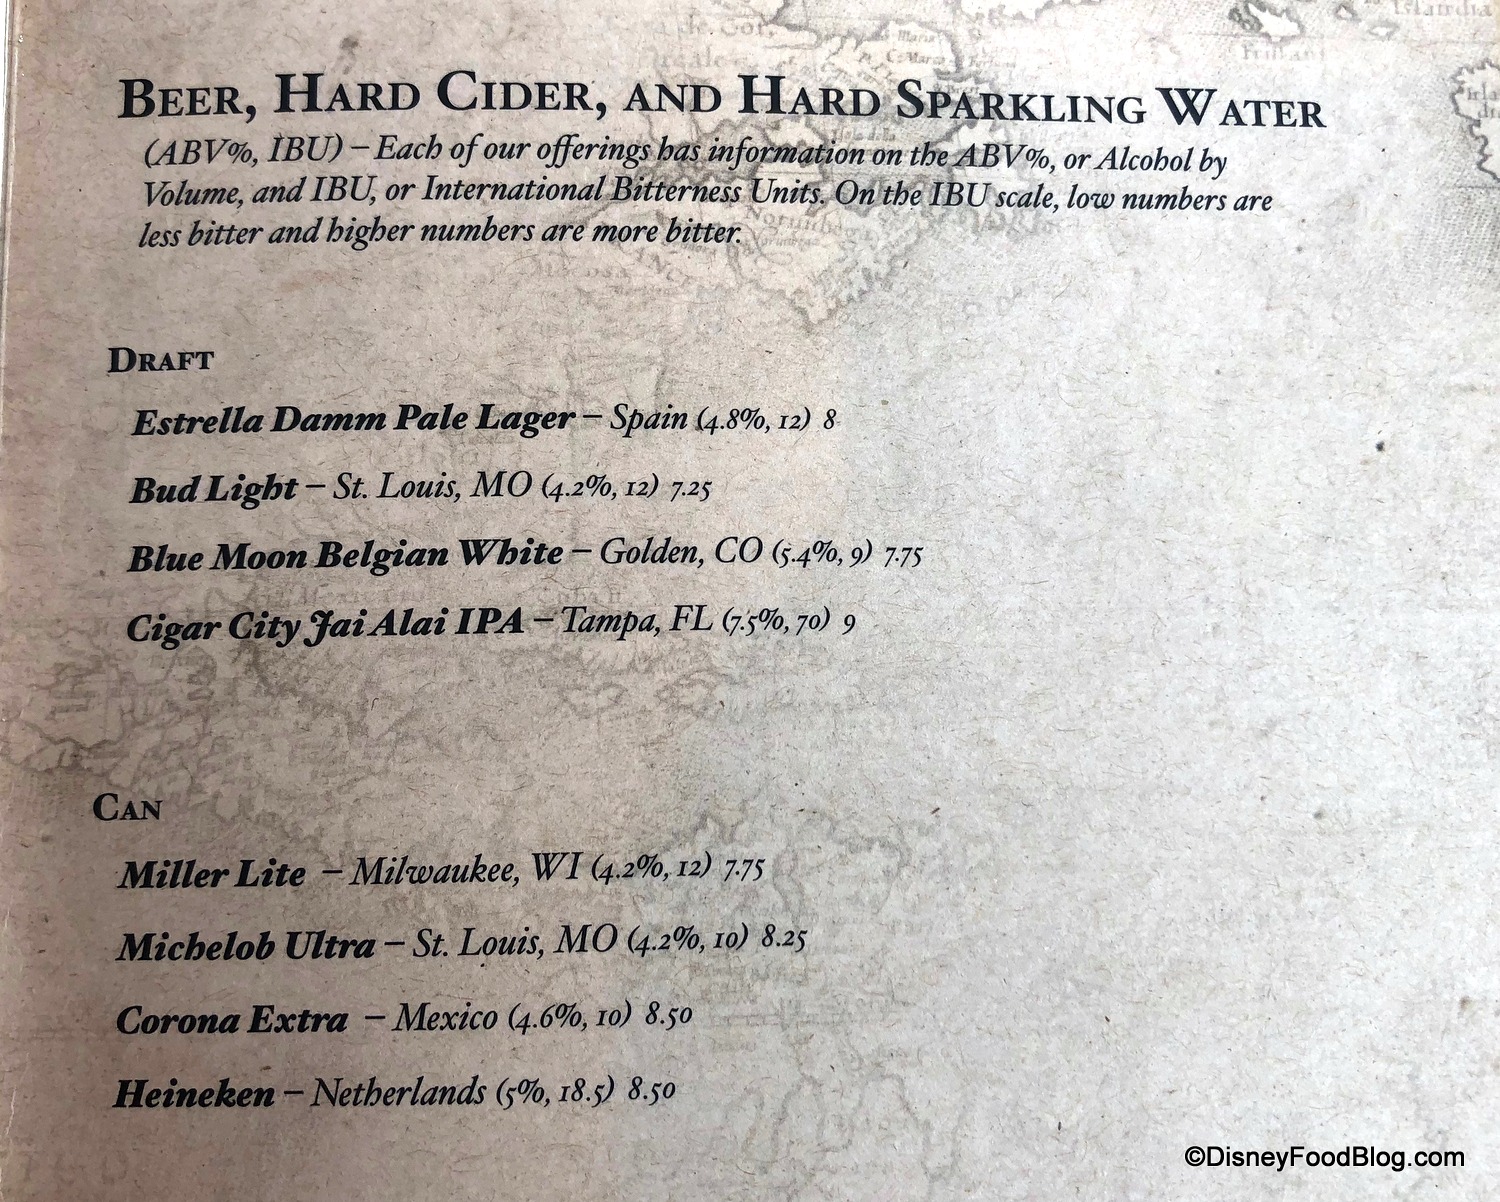 Beer, Hard Cider, and Hard Sparkling Water
(ABV%, IBU) – Each of our offerings has information on the ABV%, or Alcohol by
Volume, and IBU, or International Bitterness Units. On the IBU scale, low numbers are
less bitter and higher numbers are more bitter.
Draft
Estrella Damm Pale Lager – Spain (4.8%, 12) 8
Bud Light – St. Louis, MO (4.2%, 12) 7.25
Blue Moon Belgian White – Golden, CO (5.4%, 9) 7.75
Cigar City Jai Alai IPA – Tampa, FL (7.5%, 70) 9
Can
Miller Lite – Milwaukee, WI (4.2%, 12) 7.75
Michelob Ultra – St. Louis, MO (4.2%, 10) 8.25
Corona Extra – Mexico (4.6%, 10) 8.50
Heineken – Netherlands (5%, 18.5) 8.50
©DisneyFoodBlog.com